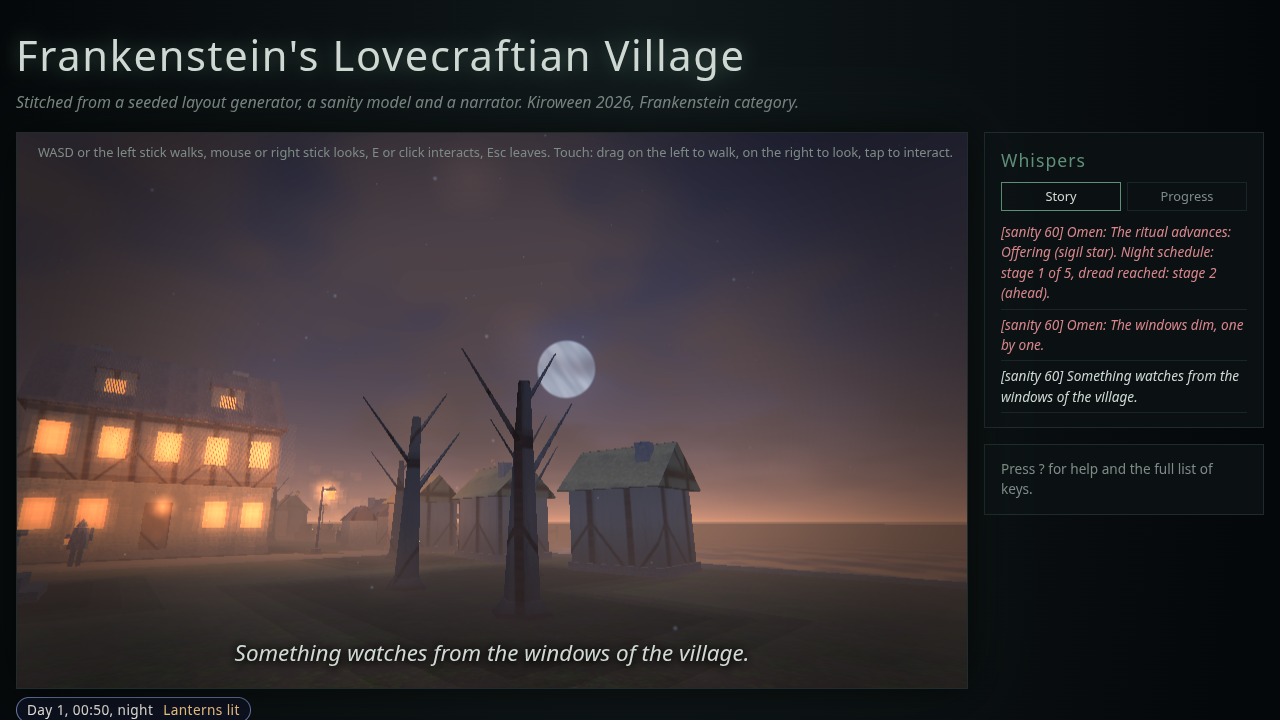 Frankenstein's Lovecraftian Village
Stitched from a seeded layout generator, a sanity model and a narrator. Kiroween 2026, Frankenstein category.
WASD or the left stick walks, mouse or right stick looks, E or click interacts, Esc leaves. Touch: drag on the left to walk, on the right to look, tap to interact.
Something watches from the windows of the village.
Day 1, 00:50, night Lanterns lit
Whispers
Story Progress
[sanity 60] Omen: The ritual advances:
Offering (sigil star). Night schedule:
stage 1 of 5, dread reached: stage 2
(ahead).
[sanity 60] Omen: The windows dim, one
by one.
[sanity 60] Something watches from the
windows of the village.
Press ? for help and the full list of
keys.